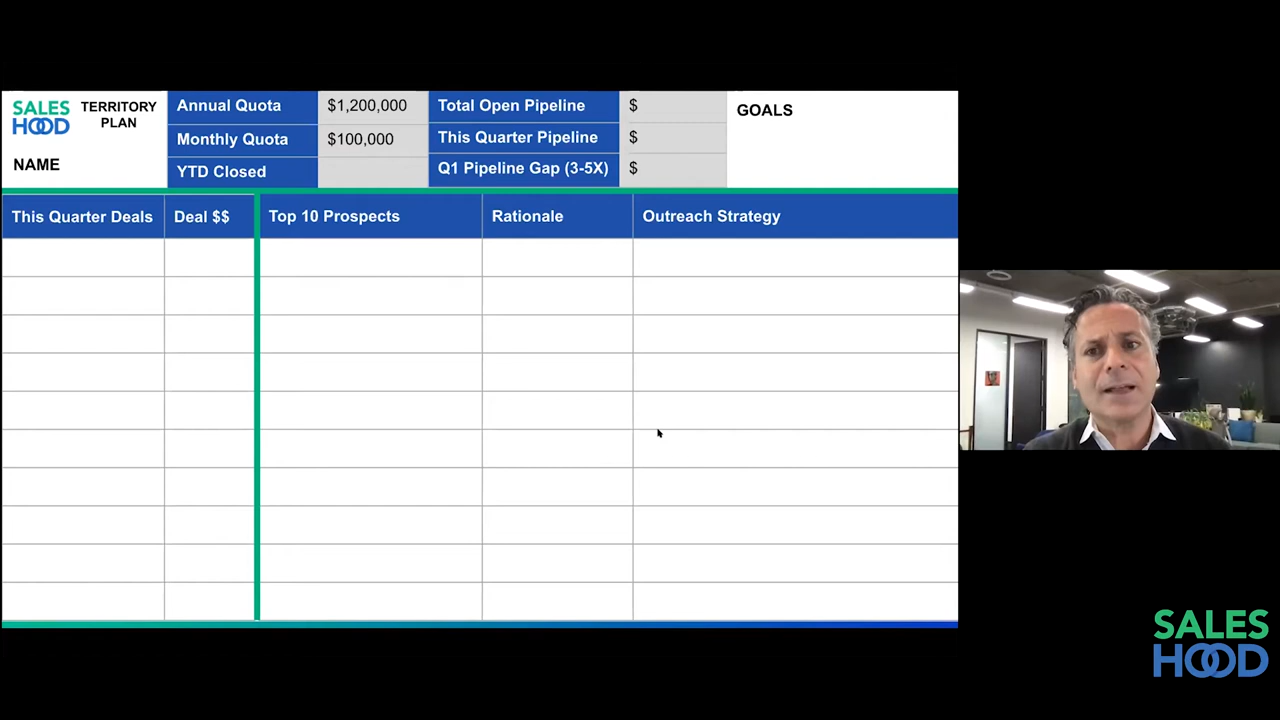 SALES
HOOD
TERRITORY
PLAN
NAME
Annual Quota $1,200,000
Monthly Quota $100,000
YTD Closed
Total Open Pipeline $
This Quarter Pipeline $
Q1 Pipeline Gap (3-5X) $
GOALS
This Quarter Deals Deal $$ Top 10 Prospects Rationale Outreach Strategy
SALES
HOOD